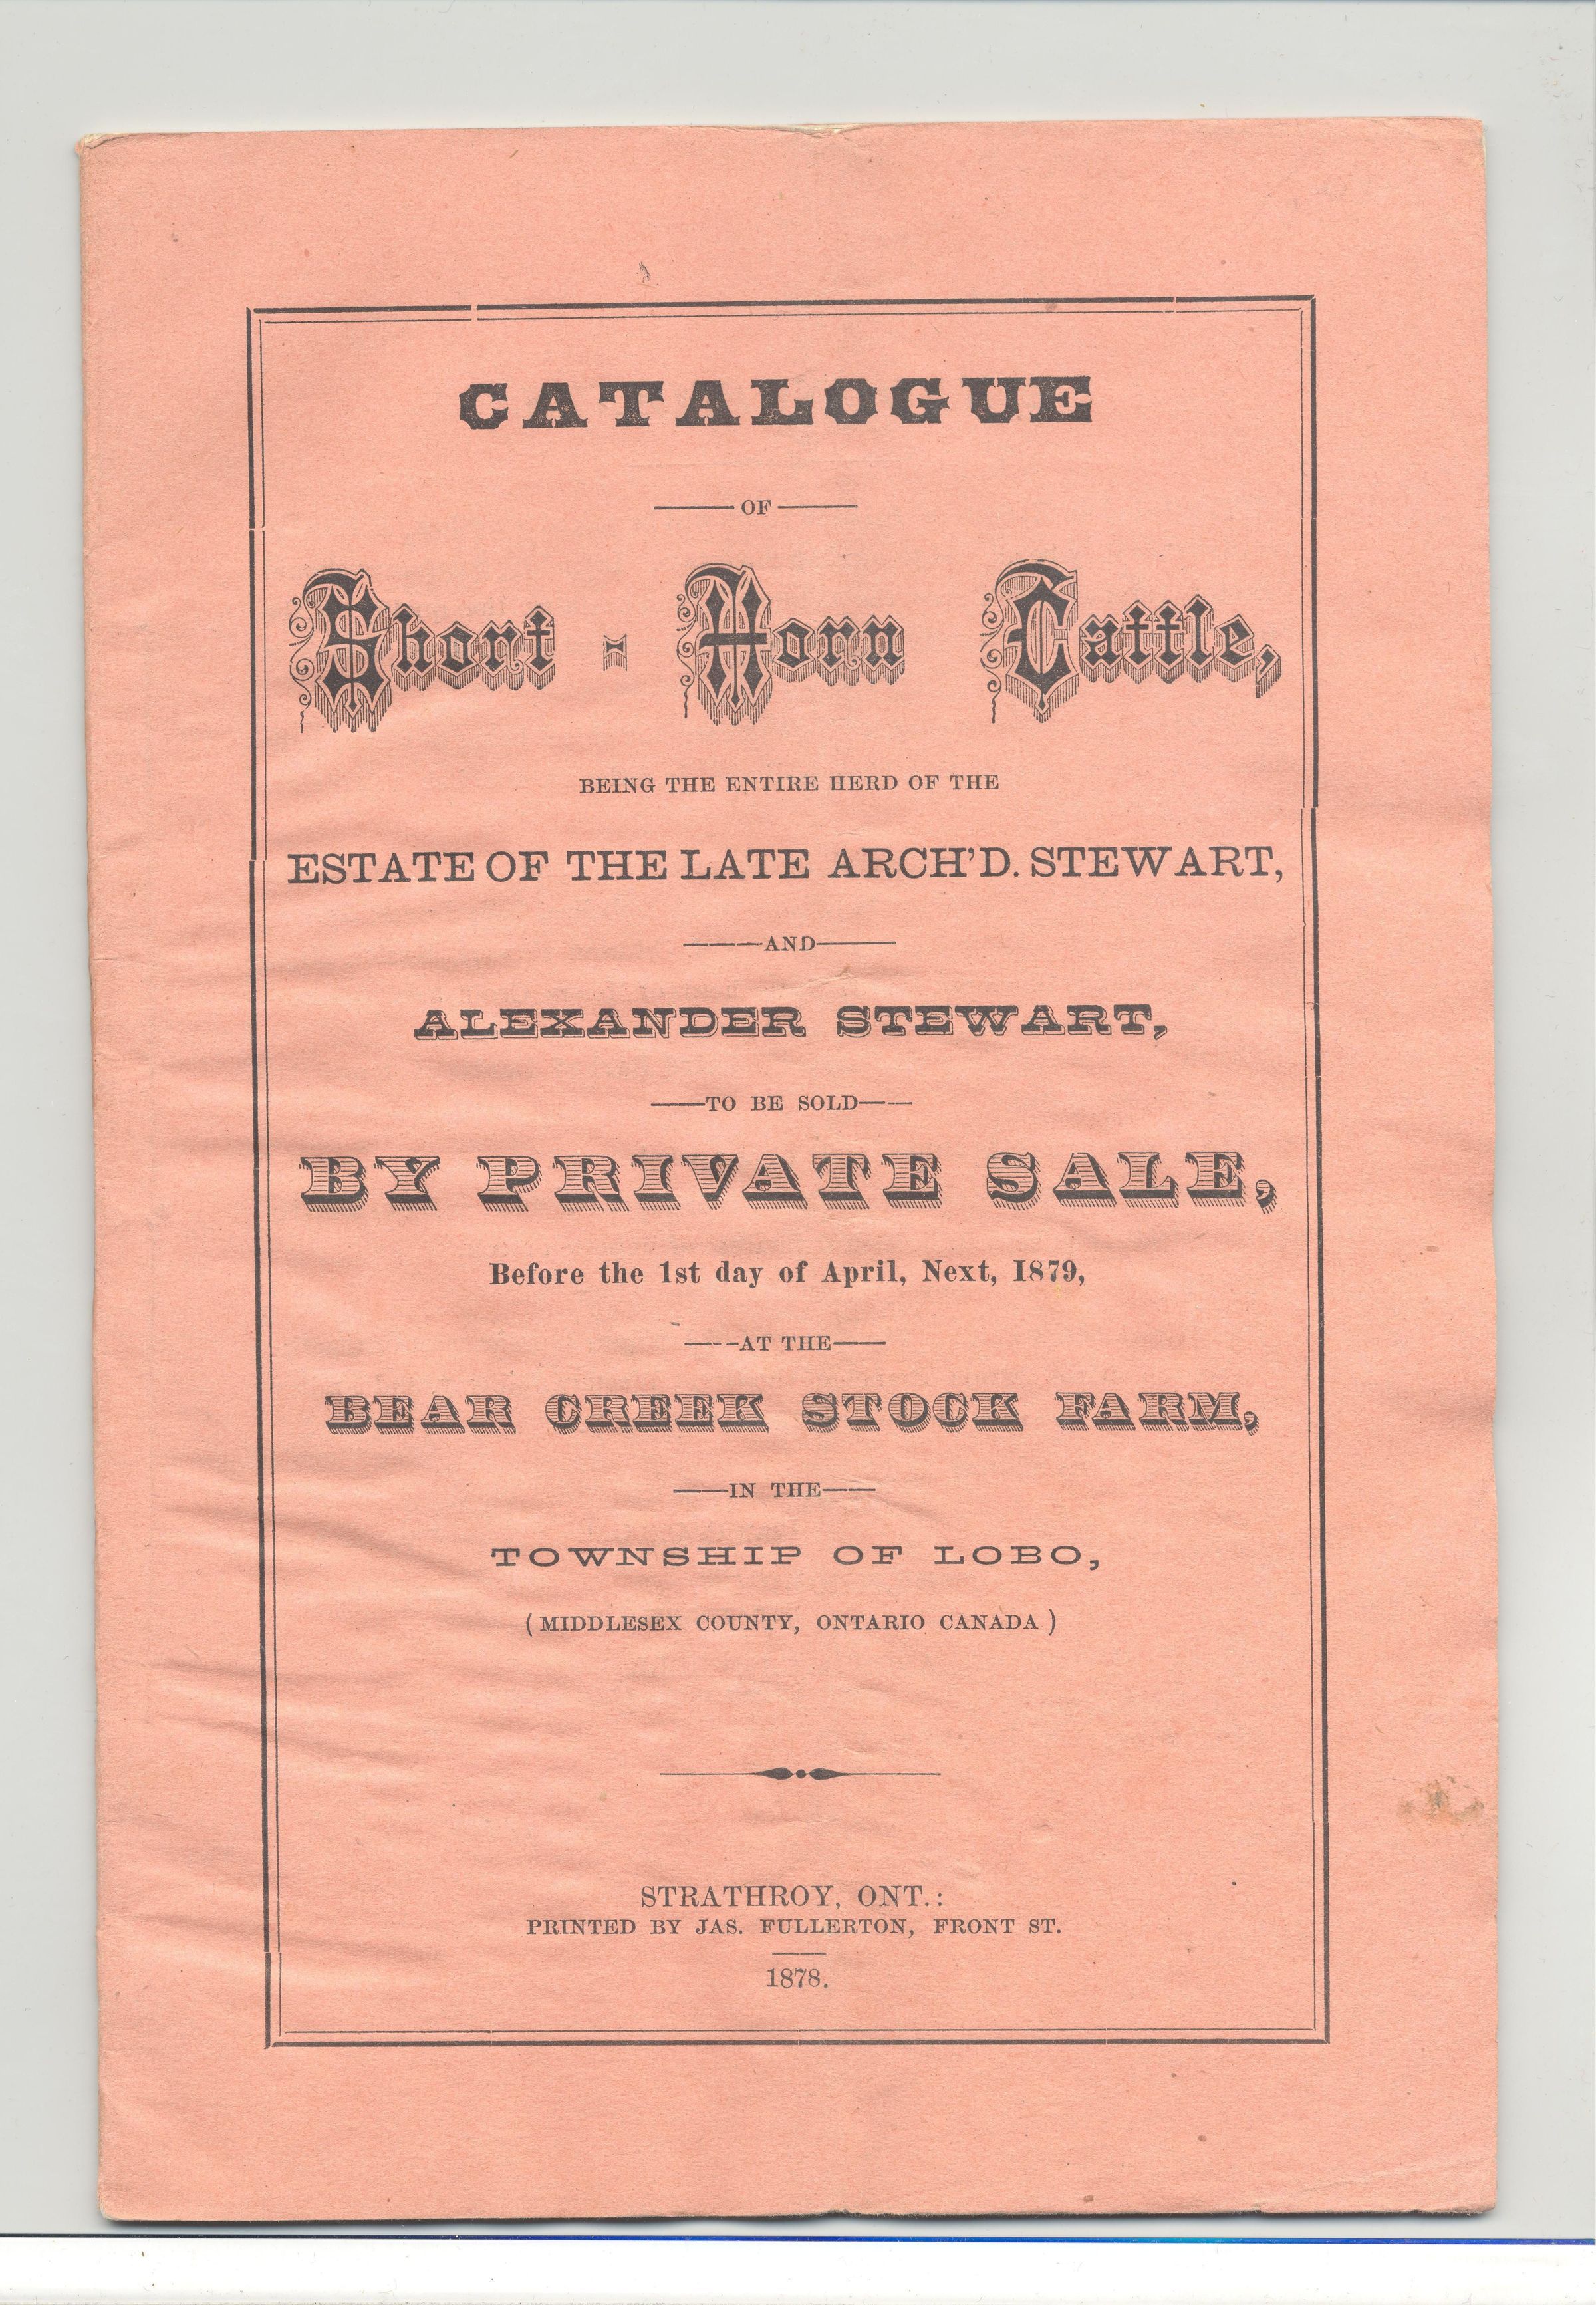 CATALOGUE
OF
Short-Horn Cattle,
BEING THE ENTIRE HERD OF THE
ESTATE OF THE LATE ARCH'D. STEWART,
AND
ALEXANDER STEWART,
TO BE SOLD
BY PRIVATE SALE,
Before the 1st day of April, Next, 1879,
AT THE
BEAR CREEK STOCK FARM,
IN THE
TOWNSHIP OF LOBO,
(MIDDLESEX COUNTY, ONTARIO CANADA)
STRATHROY, ONT.:
PRINTED BY JAS. FULLERTON, FRONT ST.
1878.